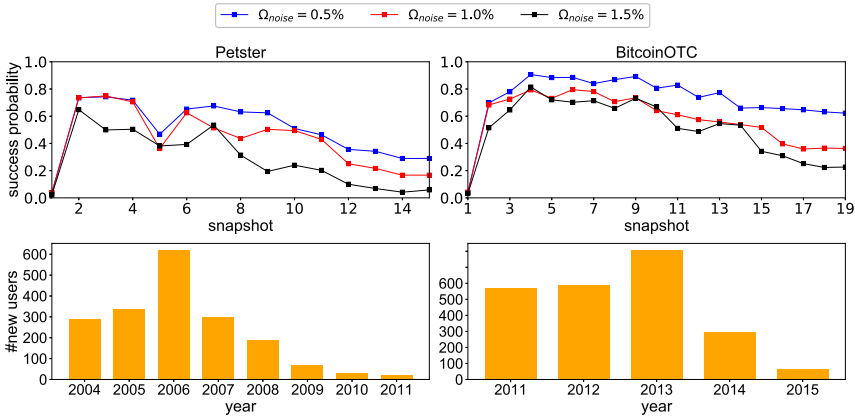 Ω_noise = 0.5% Ω_noise = 1.0% Ω_noise = 1.5%
Petster BitcoinOTC
success probability
1.0
0.8
0.6
0.4
0.2
0.0
2 4 6 8 10 12 14
snapshot
1.0
0.8
0.6
0.4
0.2
0.0
1 3 5 7 9 11 13 15 17 19
snapshot
#new users
600
500
400
300
200
100
0
2004 2005 2006 2007 2008 2009 2010 2011
year
600
500
400
300
200
100
0
2011 2012 2013 2014 2015
year